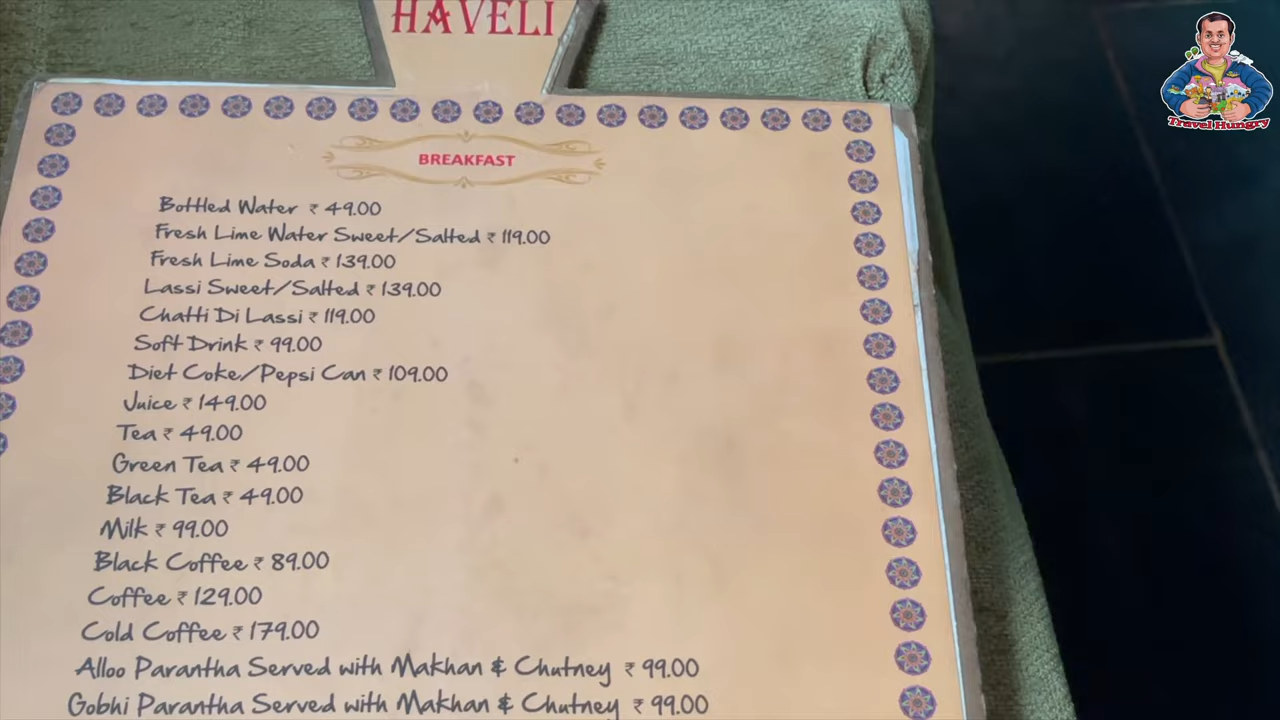 HAVELI
Travel Hungry
BREAKFAST
Bottled Water ₹ 49.00
Fresh Lime Water Sweet/Salted ₹ 119.00
Fresh Lime Soda ₹ 139.00
Lassi Sweet/Salted ₹ 139.00
Chatti Di Lassi ₹ 119.00
Soft Drink ₹ 99.00
Diet Coke/Pepsi Can ₹ 109.00
Juice ₹ 149.00
Tea ₹ 49.00
Green Tea ₹ 49.00
Black Tea ₹ 49.00
Milk ₹ 99.00
Black Coffee ₹ 89.00
Coffee ₹ 129.00
Cold Coffee ₹ 179.00
Alloo Parantha Served with Makhan & Chutney ₹ 99.00
Gobhi Parantha Served with Makhan & Chutney ₹ 99.00